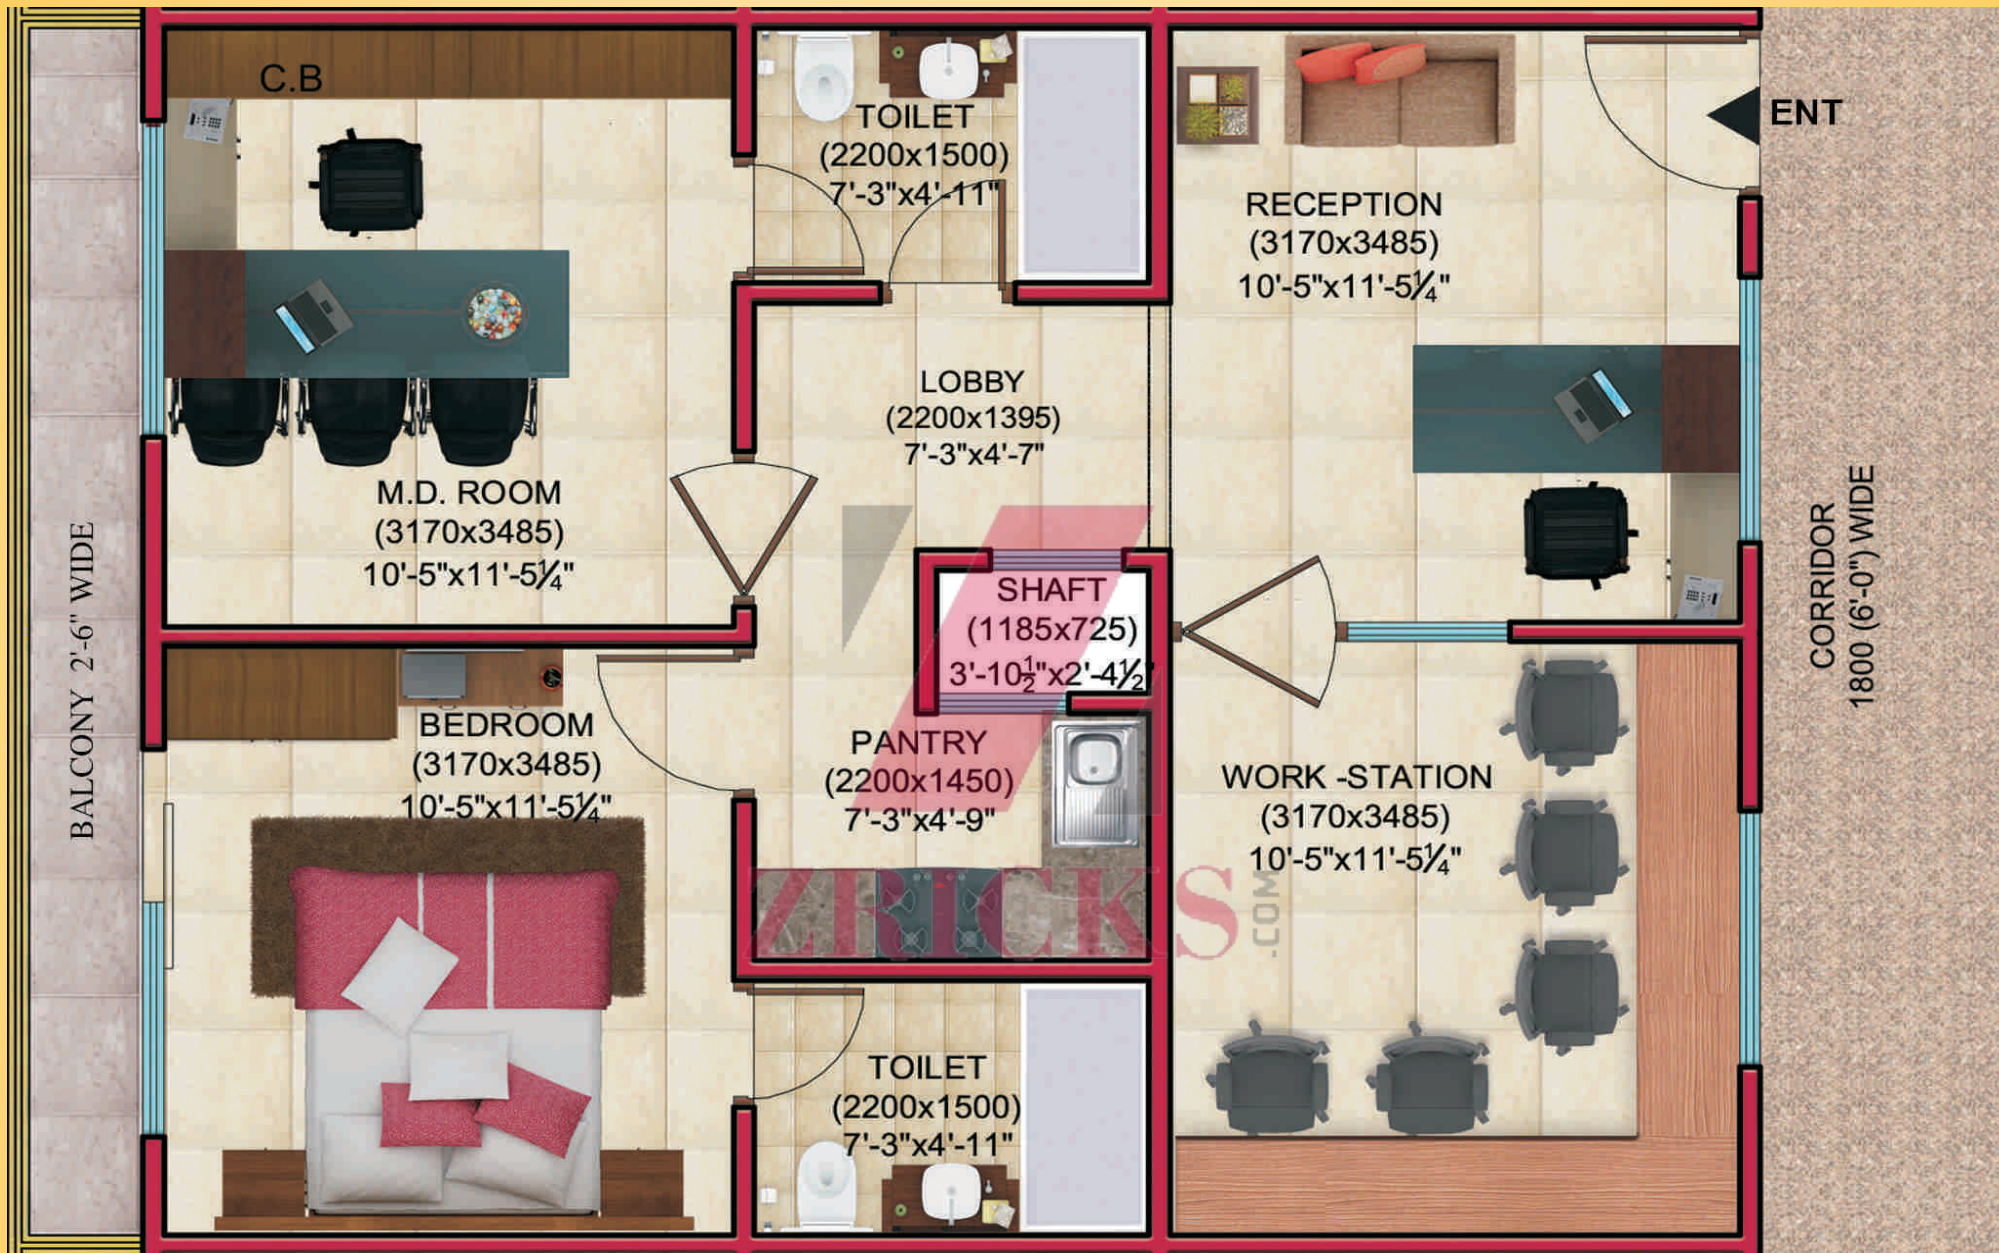 C.B
TOILET
(2200x1500)
7'-3"x4'-11"
ENT
RECEPTION
(3170x3485)
10'-5"x11'-5¼"
LOBBY
(2200x1395)
7'-3"x4'-7"
M.D. ROOM
(3170x3485)
10'-5"x11'-5¼"
BALCONY 2'-6" WIDE
SHAFT
(1185x725)
3'-10½"x2'-4½"
CORRIDOR
1800 (6'-0") WIDE
BEDROOM
(3170x3485)
10'-5"x11'-5¼"
PANTRY
(2200x1450)
7'-3"x4'-9"
WORK -STATION
(3170x3485)
10'-5"x11'-5¼"
ZRICKS
.COM
TOILET
(2200x1500)
7'-3"x4'-11"